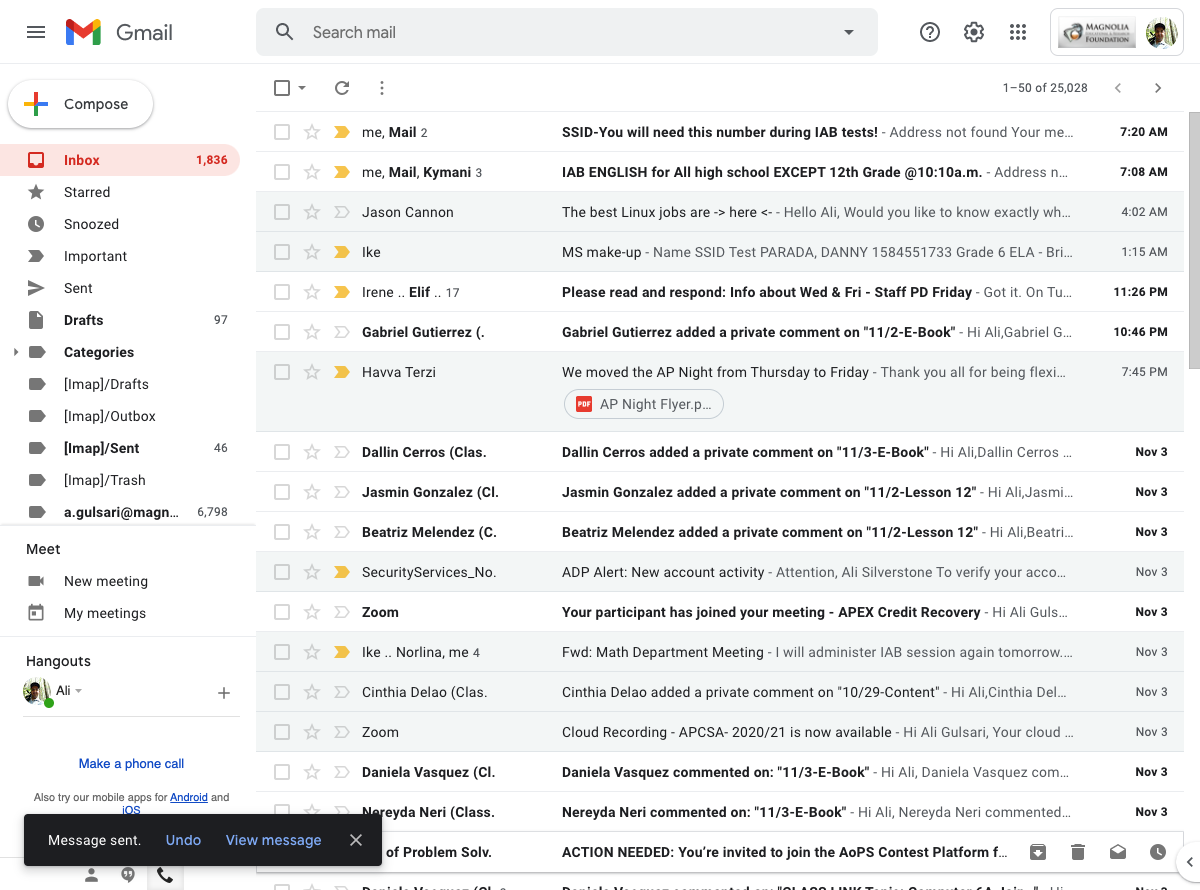 Gmail
Search mail
MAGNOLIA
FOUNDATION
Compose
1–50 of 25,028
Inbox 1,836
Starred
Snoozed
Important
Sent
Drafts 97
Categories
[Imap]/Drafts
[Imap]/Outbox
[Imap]/Sent 46
[Imap]/Trash
a.gulsari@magn... 6,798
Meet
New meeting
My meetings
Hangouts
Ali
Make a phone call
Also try our mobile apps for Android and
iOS
me, Mail 2 SSID-You will need this number during IAB tests! - Address not found Your me... 7:20 AM
me, Mail, Kymani 3 IAB ENGLISH for All high school EXCEPT 12th Grade @10:10a.m. - Address n... 7:08 AM
Jason Cannon The best Linux jobs are -> here <- - Hello Ali, Would you like to know exactly wh... 4:02 AM
Ike MS make-up - Name SSID Test PARADA, DANNY 1584551733 Grade 6 ELA - Bri... 1:15 AM
Irene .. Elif .. 17 Please read and respond: Info about Wed & Fri - Staff PD Friday - Got it. On Tu... 11:26 PM
Gabriel Gutierrez (. Gabriel Gutierrez added a private comment on "11/2-E-Book" - Hi Ali,Gabriel G... 10:46 PM
Havva Terzi We moved the AP Night from Thursday to Friday - Thank you all for being flexi... 7:45 PM
PDF AP Night Flyer.p...
Dallin Cerros (Clas. Dallin Cerros added a private comment on "11/3-E-Book" - Hi Ali,Dallin Cerros ... Nov 3
Jasmin Gonzalez (Cl. Jasmin Gonzalez added a private comment on "11/2-Lesson 12" - Hi Ali,Jasmi... Nov 3
Beatriz Melendez (C. Beatriz Melendez added a private comment on "11/2-Lesson 12" - Hi Ali,Beatri... Nov 3
SecurityServices_No. ADP Alert: New account activity - Attention, Ali Silverstone To verify your acco... Nov 3
Zoom Your participant has joined your meeting - APEX Credit Recovery - Hi Ali Guls... Nov 3
Ike .. Norlina, me 4 Fwd: Math Department Meeting - I will administer IAB session again tomorrow.... Nov 3
Cinthia Delao (Clas. Cinthia Delao added a private comment on "10/29-Content" - Hi Ali,Cinthia Del... Nov 3
Zoom Cloud Recording - APCSA- 2020/21 is now available - Hi Ali Gulsari, Your cloud ... Nov 3
Daniela Vasquez (Cl. Daniela Vasquez commented on: "11/3-E-Book" - Hi Ali, Daniela Vasquez com... Nov 3
Nereyda Neri (Class. Nereyda Neri commented on: "11/3-E-Book" - Hi Ali, Nereyda Neri commented... Nov 3
of Problem Solv. ACTION NEEDED: You're invited to join the AoPS Contest Platform f...
Message sent. Undo View message